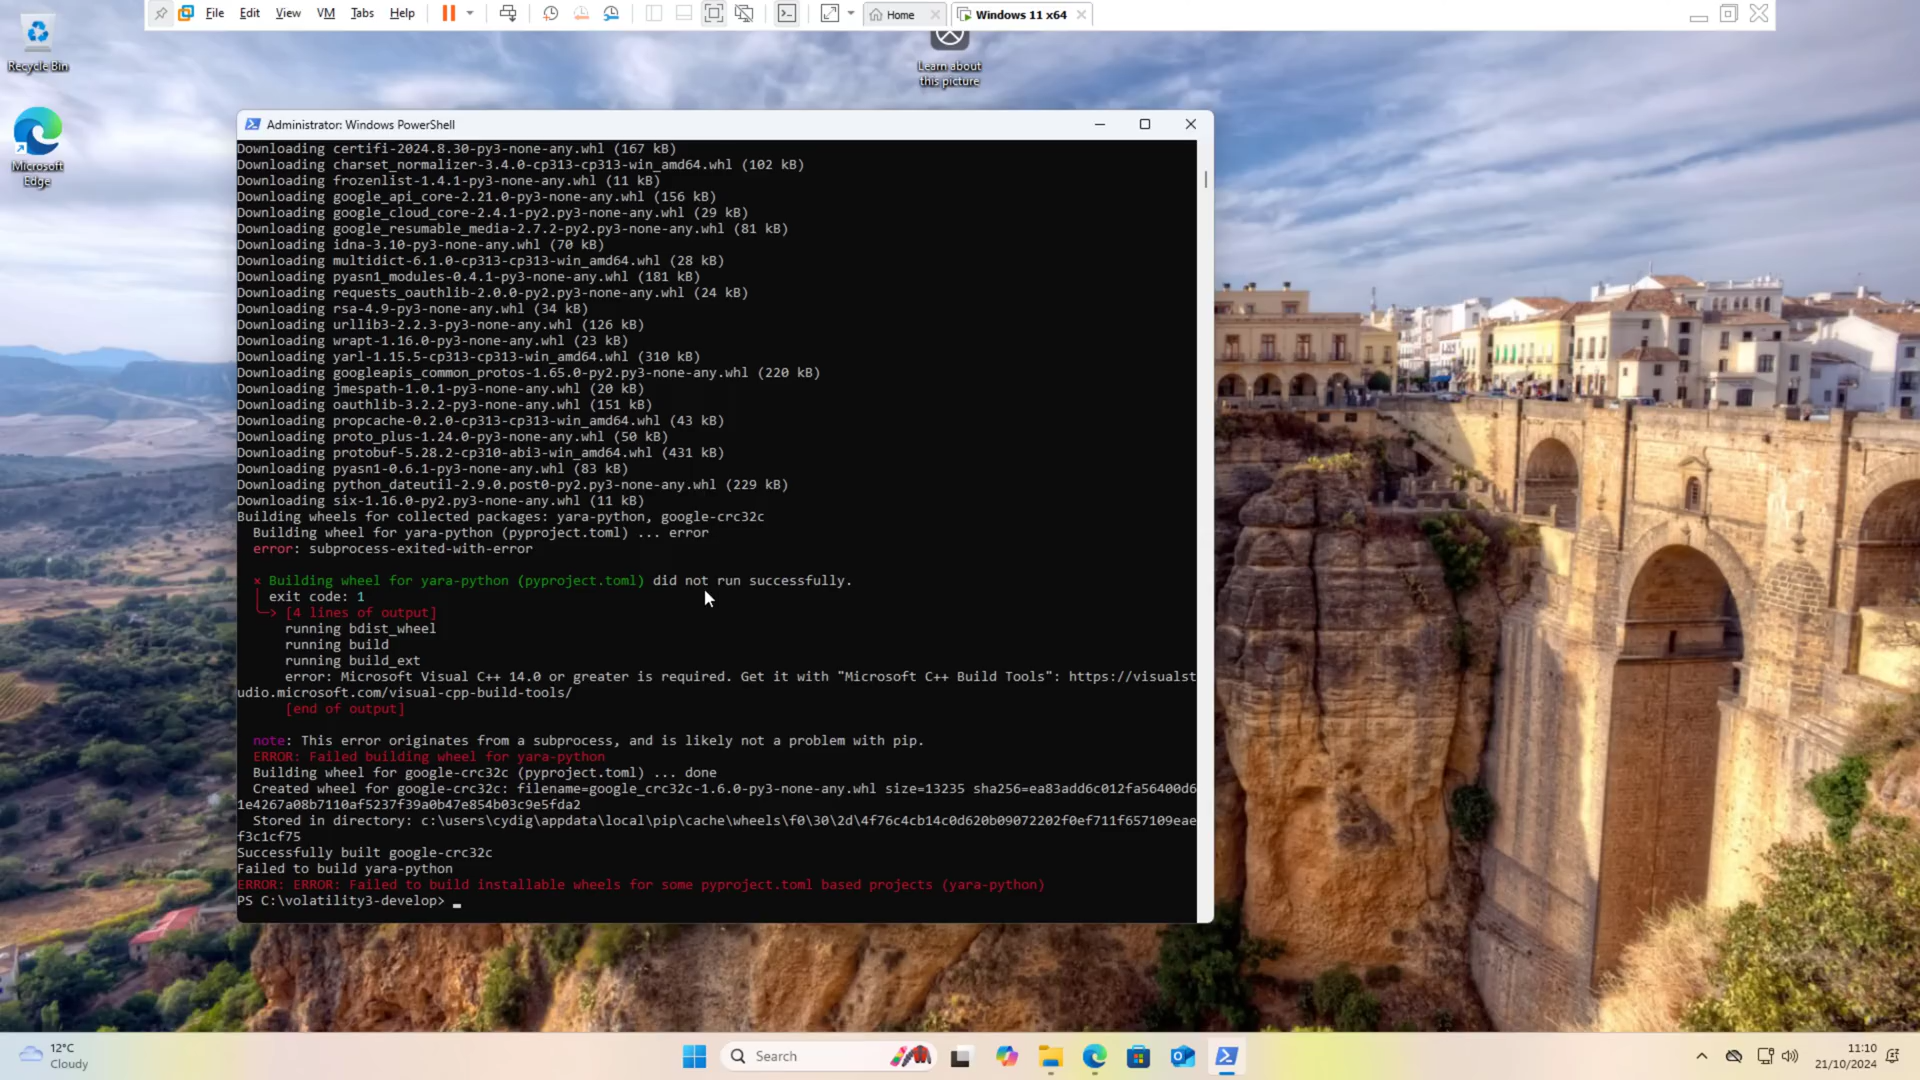 File Edit View VM Tabs Help Home Windows 11 x64
Recycle Bin
Learn about
this picture
Microsoft
Edge
Administrator: Windows PowerShell
Downloading certifi-2024.8.30-py3-none-any.whl (167 kB)
Downloading charset_normalizer-3.4.0-cp313-cp313-win_amd64.whl (102 kB)
Downloading frozenlist-1.4.1-py3-none-any.whl (11 kB)
Downloading google_api_core-2.21.0-py3-none-any.whl (156 kB)
Downloading google_cloud_core-2.4.1-py2.py3-none-any.whl (29 kB)
Downloading google_resumable_media-2.7.2-py2.py3-none-any.whl (81 kB)
Downloading idna-3.10-py3-none-any.whl (70 kB)
Downloading multidict-6.1.0-cp313-cp313-win_amd64.whl (28 kB)
Downloading pyasn1_modules-0.4.1-py3-none-any.whl (181 kB)
Downloading requests_oauthlib-2.0.0-py2.py3-none-any.whl (24 kB)
Downloading rsa-4.9-py3-none-any.whl (34 kB)
Downloading urllib3-2.2.3-py3-none-any.whl (126 kB)
Downloading wrapt-1.16.0-py3-none-any.whl (23 kB)
Downloading yarl-1.15.5-cp313-cp313-win_amd64.whl (310 kB)
Downloading googleapis_common_protos-1.65.0-py2.py3-none-any.whl (220 kB)
Downloading jmespath-1.0.1-py3-none-any.whl (20 kB)
Downloading oauthlib-3.2.2-py3-none-any.whl (151 kB)
Downloading propcache-0.2.0-cp313-cp313-win_amd64.whl (43 kB)
Downloading proto_plus-1.24.0-py3-none-any.whl (50 kB)
Downloading protobuf-5.28.2-cp310-abi3-win_amd64.whl (431 kB)
Downloading pyasn1-0.6.1-py3-none-any.whl (83 kB)
Downloading python_dateutil-2.9.0.post0-py2.py3-none-any.whl (229 kB)
Downloading six-1.16.0-py2.py3-none-any.whl (11 kB)
Building wheels for collected packages: yara-python, google-crc32c
Building wheel for yara-python (pyproject.toml) ... error
error: subprocess-exited-with-error
× Building wheel for yara-python (pyproject.toml) did not run successfully.
exit code: 1
[4 lines of output]
running bdist_wheel
running build
running build_ext
error: Microsoft Visual C++ 14.0 or greater is required. Get it with "Microsoft C++ Build Tools": https://visualst
udio.microsoft.com/visual-cpp-build-tools/
[end of output]
note: This error originates from a subprocess, and is likely not a problem with pip.
ERROR: Failed building wheel for yara-python
Building wheel for google-crc32c (pyproject.toml) ... done
Created wheel for google-crc32c: filename=google_crc32c-1.6.0-py3-none-any.whl size=13235 sha256=ea83add6c012fa56400d6
1e4267a08b7110af5237f39a0b47e854b03c9e5fda2
Stored in directory: c:\users\cydig\appdata\local\pip\cache\wheels\f0\30\2d\4f76c4cb14c0d620b09072202f0ef711f657109eae
f3c1cf75
Successfully built google-crc32c
Failed to build yara-python
ERROR: ERROR: Failed to build installable wheels for some pyproject.toml based projects (yara-python)
PS C:\volatility3-develop>
12°C
Cloudy
Search
11:10
21/10/2024